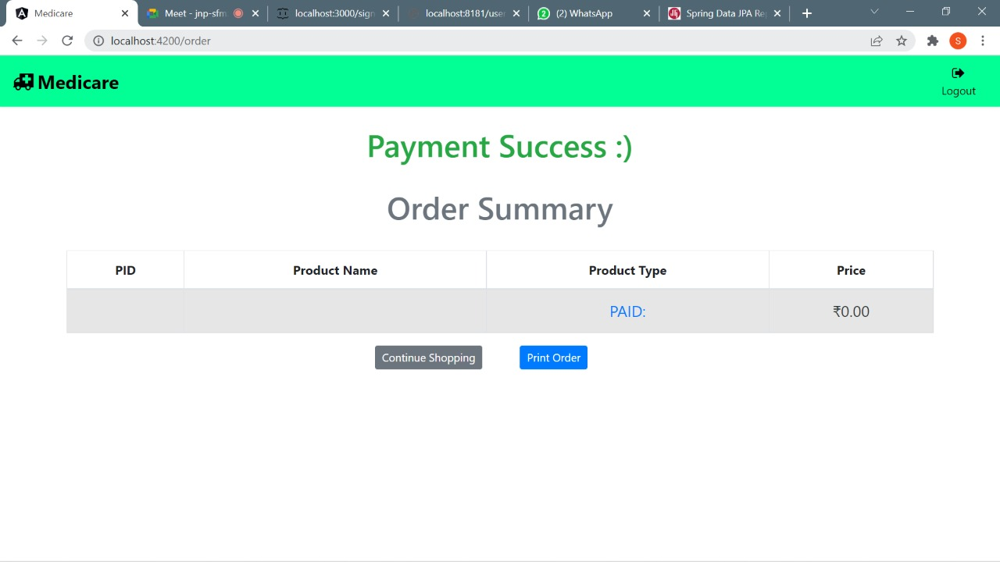 Medicare
Meet - jnp-sfm
localhost:3000/sign
localhost:8181/user
(2) WhatsApp
Spring Data JPA Re
localhost:4200/order
S
Medicare
Logout
Payment Success :)
Order Summary
PID Product Name Product Type Price
PAID: ₹0.00
Continue Shopping Print Order